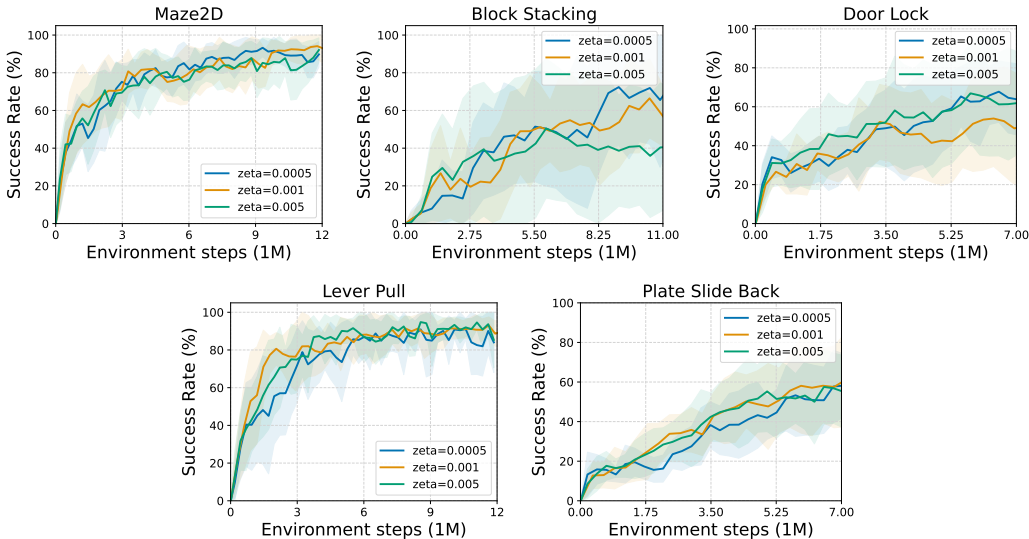 Maze2D
Success Rate (%)
100
80
60
40
20
0
zeta=0.0005
zeta=0.001
zeta=0.005
0 3 6 9 12
Environment steps (1M)
Block Stacking
Success Rate (%)
100
80
60
40
20
0
zeta=0.0005
zeta=0.001
zeta=0.005
0.00 2.75 5.50 8.25 11.00
Environment steps (1M)
Door Lock
Success Rate (%)
100
80
60
40
20
0
zeta=0.0005
zeta=0.001
zeta=0.005
0.00 1.75 3.50 5.25 7.00
Environment steps (1M)
Lever Pull
Success Rate (%)
100
80
60
40
20
0
zeta=0.0005
zeta=0.001
zeta=0.005
0 3 6 9 12
Environment steps (1M)
Plate Slide Back
Success Rate (%)
100
80
60
40
20
0
zeta=0.0005
zeta=0.001
zeta=0.005
0.00 1.75 3.50 5.25 7.00
Environment steps (1M)